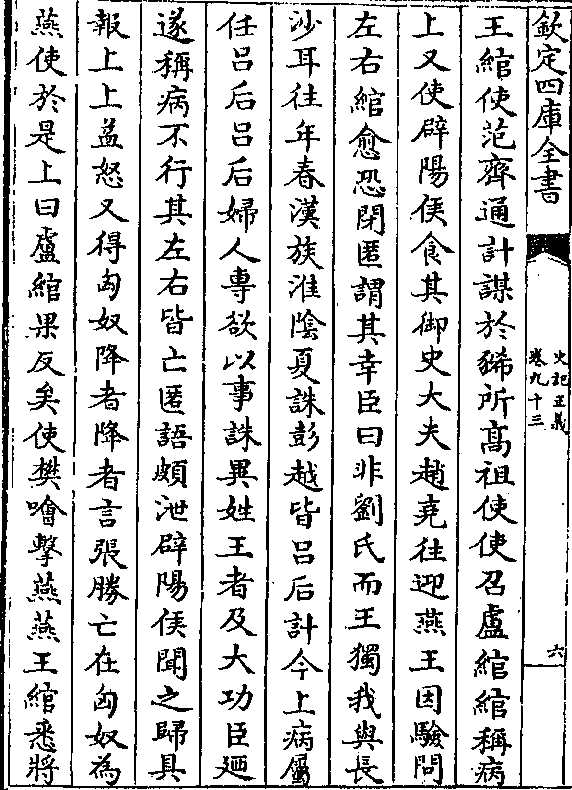 欽定四庫全書
史記正義
卷九十三
六
王綰使范齊通計謀於豨所高祖使使召盧綰綰稱病
上又使辟陽侯食其御史大夫趙堯往迎燕王因驗問
左右綰愈恐閉匿謂其幸臣曰非劉氏而王獨我與長
沙耳往年春漢族淮陰夏誅彭越皆吕后計今上病屬
任吕后吕后婦人專欲以事誅異姓王者及大功臣廼
遂稱病不行其左右皆亡匿語頗泄辟陽侯聞之歸具
報上上益怒又得匈奴降者降者言張勝亡在匈奴為
燕使於是上曰盧綰果反矣使樊噲擊燕燕王綰悉將